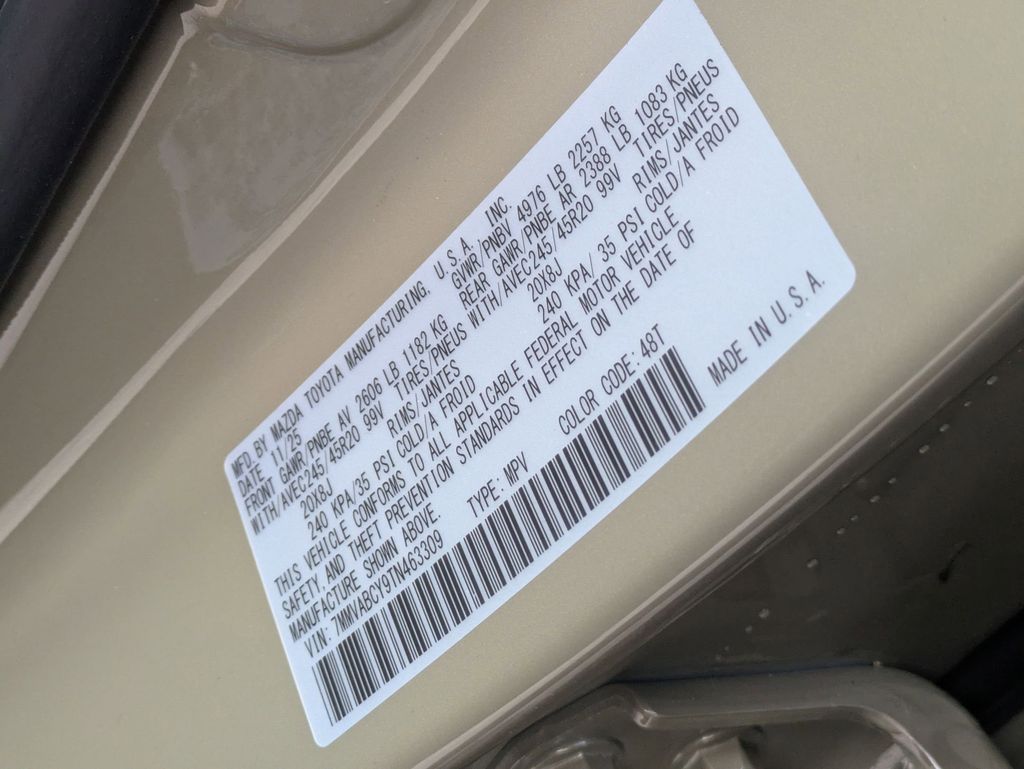 MFD BY MAZDA TOYOTA MANUFACTURING. U.S.A. INC.
DATE: 11/25 GVWR/PNBV 4976 LB 2257 KG
FRONT GAWR/PNBE AV 2606 LB 1182 KG REAR GAWR/PNBE AR 2388 LB 1083 KG
WITH/AVEC245/45R20 99V TIRES/PNEUS WITH/AVEC245/45R20 99V TIRES/PNEUS
20X8J RIMS/JANTES 20X8J RIMS/JANTES
240 KPA/35 PSI COLD/A FROID 240 KPA/ 35 PSI COLD/A FROID
THIS VEHICLE CONFORMS TO ALL APPLICABLE FEDERAL MOTOR VEHICLE
SAFETY AND THEFT PREVENTION STANDARDS IN EFFECT ON THE DATE OF
MANUFACTURE SHOWN ABOVE.
VIN: 7MMVABCY9TN463309 TYPE: MPV COLOR CODE: 48T
MADE IN U.S.A.